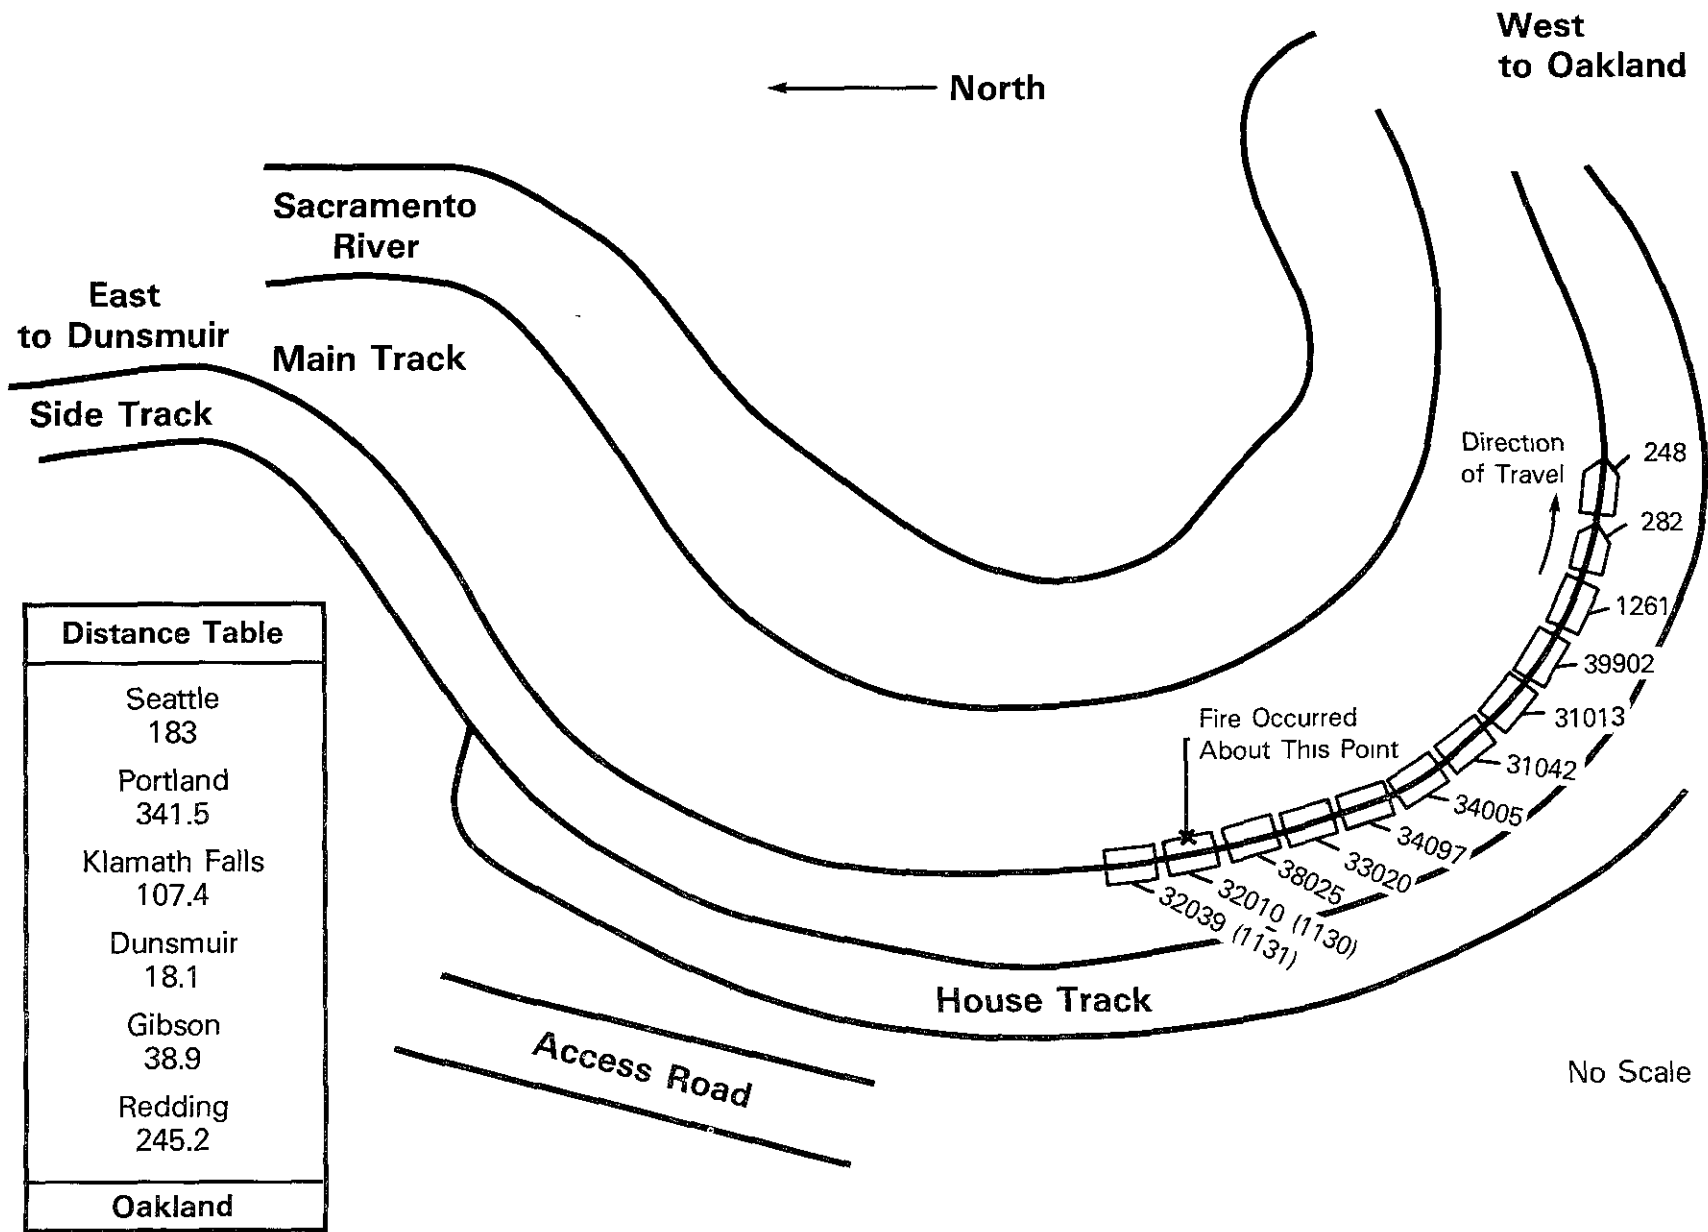 West
to Oakland
North
Sacramento
River
East
to Dunsmuir
Main Track
Side Track
Direction
of Travel
248
282
1261
39902
31013
31042
34005
34097
33020
38025
32010 (1130)
32039 (1131)
Fire Occurred
About This Point
Distance Table
Seattle
183
Portland
341.5
Klamath Falls
107.4
Dunsmuir
18.1
Gibson
38.9
Redding
245.2
Oakland
House Track
Access Road
No Scale